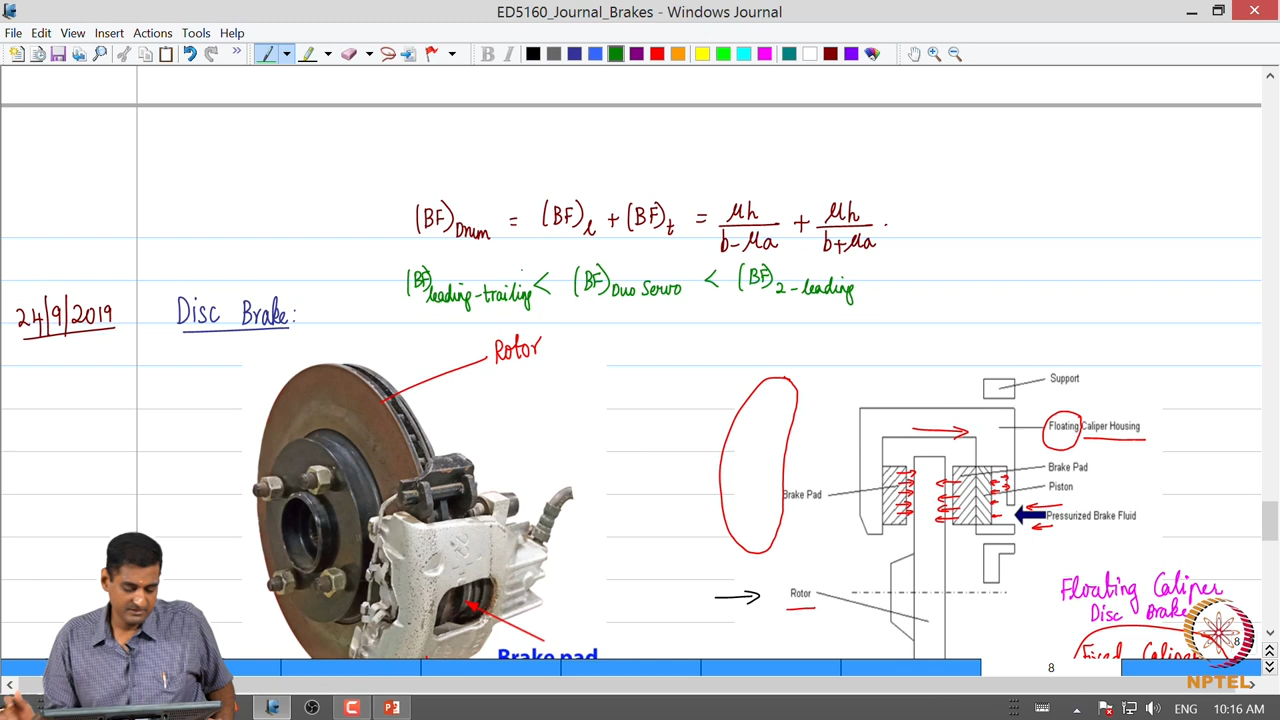 ED5160_Journal_Brakes - Windows Journal
File Edit View Insert Actions Tools Help
(BF)Drum = (BF)l + (BF)t = μh/b-μa + μh/b+μa .
(BF)leading-trailing < (BF)Duo Servo < (BF)2-leading
24/9/2019 Disc Brake:
Rotor
Support
Floating Caliper Housing
Brake Pad
Piston
Brake Pad
Pressurized Brake Fluid
Rotor
Floating Caliper
Disc Brake
Fixed Caliper
Brake pad
8
8
NPTEL
ENG 10:16 AM